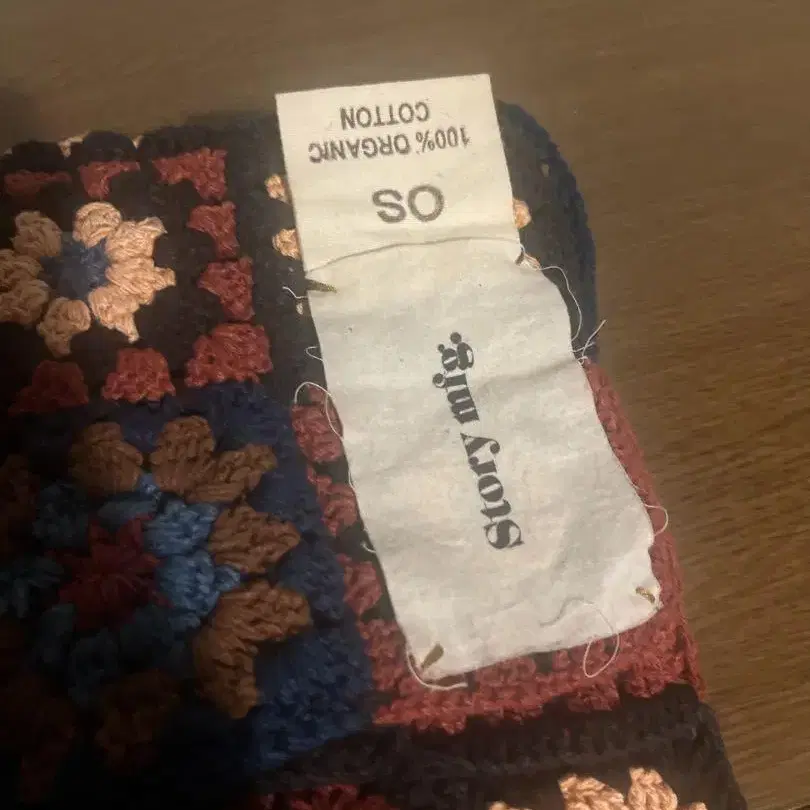 Story mfg.
OS
100% ORGANIC
COTTON